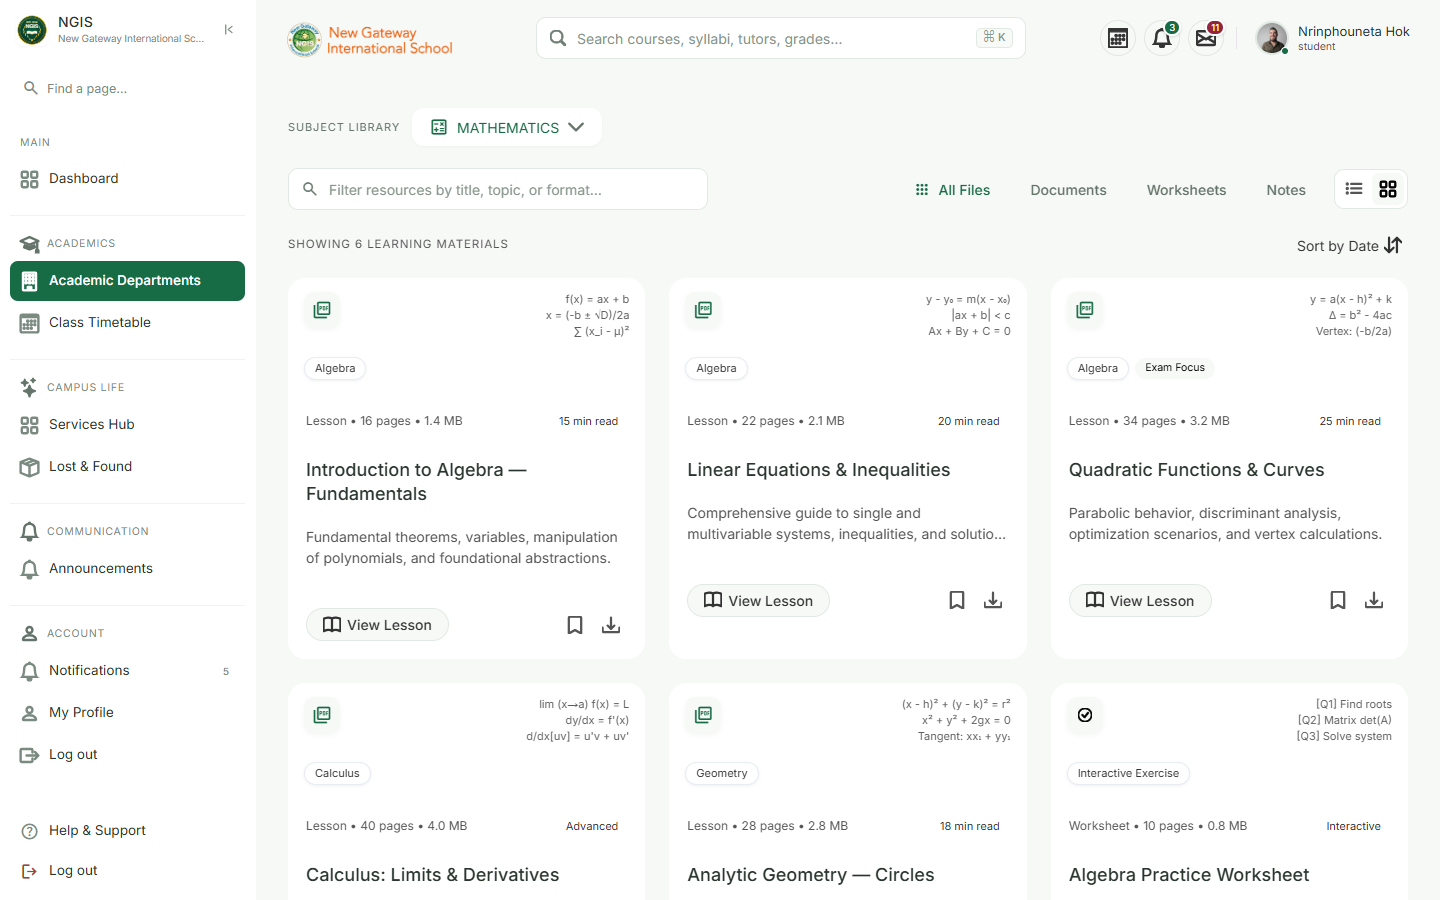 NGIS
New Gateway International Sc...
Find a page...
MAIN
Dashboard
ACADEMICS
Academic Departments
Class Timetable
CAMPUS LIFE
Services Hub
Lost & Found
COMMUNICATION
Announcements
ACCOUNT
Notifications
5
My Profile
Log out
Help & Support
Log out
New Gateway
International School
Search courses, syllabi, tutors, grades...
⌘ K
3
11
Nrinphouneta Hok
student
SUBJECT LIBRARY
MATHEMATICS
Filter resources by title, topic, or format...
All Files
Documents
Worksheets
Notes
SHOWING 6 LEARNING MATERIALS
Sort by Date
PDF
f(x) = ax + b
x = (-b ± √D)/2a
∑ (x_i - μ)²
Algebra
Lesson • 16 pages • 1.4 MB
15 min read
Introduction to Algebra —
Fundamentals
Fundamental theorems, variables, manipulation
of polynomials, and foundational abstractions.
View Lesson
PDF
y - y₀ = m(x - x₀)
|ax + b| < c
Ax + By + C = 0
Algebra
Lesson • 22 pages • 2.1 MB
20 min read
Linear Equations & Inequalities
Comprehensive guide to single and
multivariable systems, inequalities, and solutio...
View Lesson
PDF
y = a(x - h)² + k
Δ = b² - 4ac
Vertex: (-b/2a)
Algebra
Exam Focus
Lesson • 34 pages • 3.2 MB
25 min read
Quadratic Functions & Curves
Parabolic behavior, discriminant analysis,
optimization scenarios, and vertex calculations.
View Lesson
PDF
lim (x→a) f(x) = L
dy/dx = f'(x)
d/dx[uv] = u'v + uv'
Calculus
Lesson • 40 pages • 4.0 MB
Advanced
Calculus: Limits & Derivatives
PDF
(x - h)² + (y - k)² = r²
x² + y² + 2gx = 0
Tangent: xx₁ + yy₁
Geometry
Lesson • 28 pages • 2.8 MB
18 min read
Analytic Geometry — Circles
[Q1] Find roots
[Q2] Matrix det(A)
[Q3] Solve system
Interactive Exercise
Worksheet • 10 pages • 0.8 MB
Interactive
Algebra Practice Worksheet